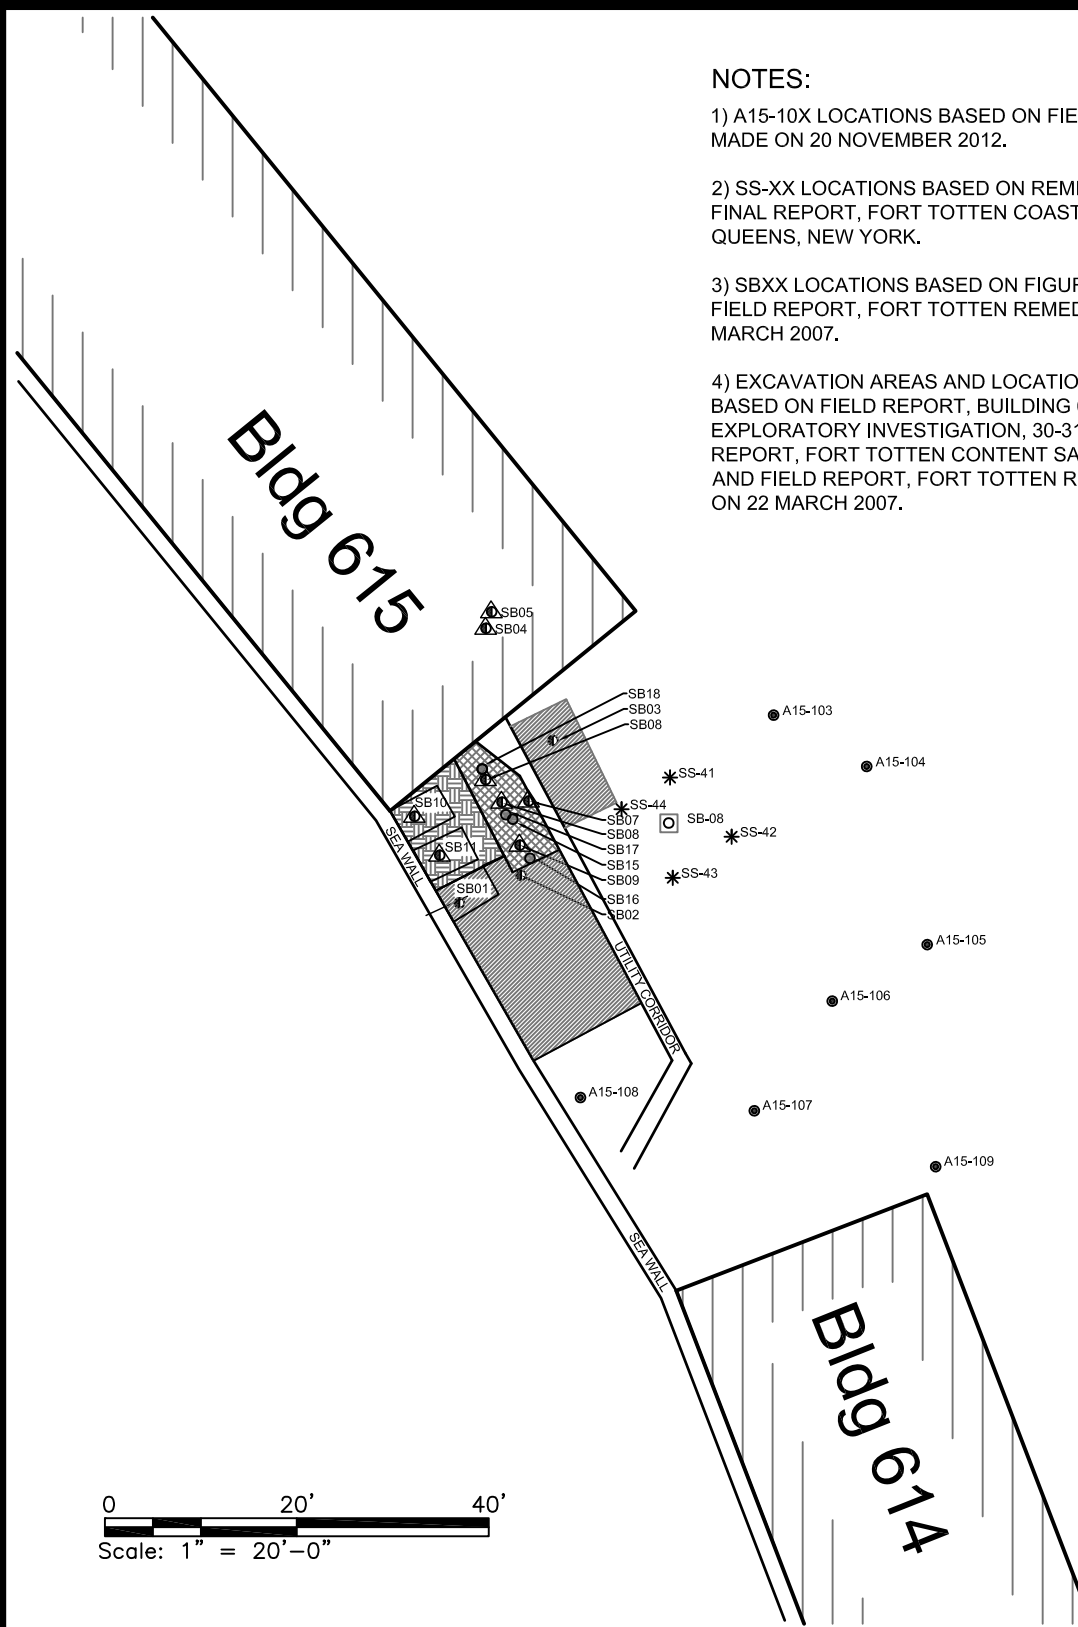 NOTES:
1) A15-10X LOCATIONS BASED ON FIE
MADE ON 20 NOVEMBER 2012.
2) SS-XX LOCATIONS BASED ON REM
FINAL REPORT, FORT TOTTEN COAST
QUEENS, NEW YORK.
3) SBXX LOCATIONS BASED ON FIGU
FIELD REPORT, FORT TOTTEN REMED
MARCH 2007.
4) EXCAVATION AREAS AND LOCATIO
BASED ON FIELD REPORT, BUILDING
EXPLORATORY INVESTIGATION, 30-31
REPORT, FORT TOTTEN CONTENT SA
AND FIELD REPORT, FORT TOTTEN R
ON 22 MARCH 2007.
Bldg 615
SB05
SB04
SB18
SB03
SB08
A15-103
A15-104
SS-41
SS-44
SB-08
SS-42
SS-43
SB10
SB11
SB01
SB07
SB08
SB17
SB15
SB09
SB16
SB02
SEA WALL
UTILITY CORRIDOR
A15-105
A15-106
A15-108
A15-107
A15-109
SEA WALL
Bldg 614
0 20' 40'
Scale: 1" = 20'-0"